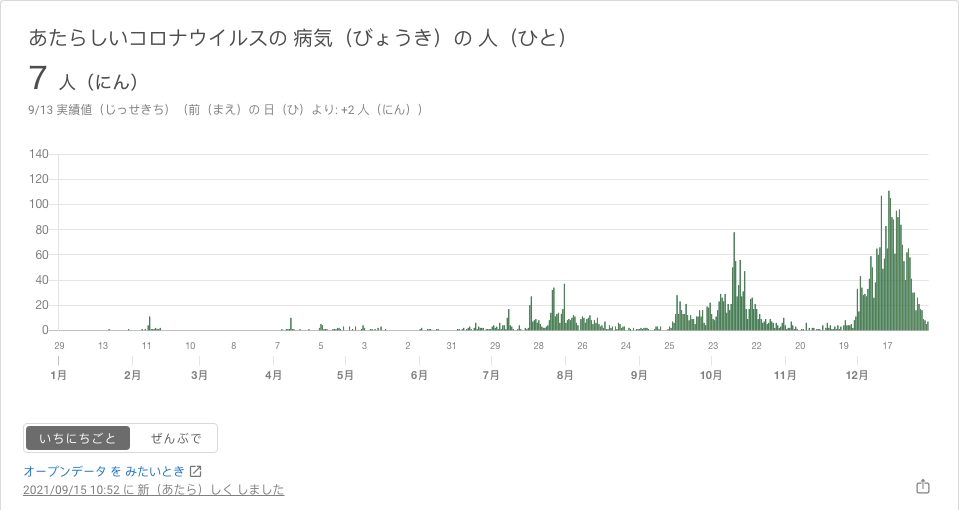 あたらしいコロナウイルスの 病気（びょうき）の 人（ひと）
7 人（にん）
9/13 実績値（じっせきち）（前（まえ）の 日（ひ）より: +2 人（にん））
140
120
100
80
60
40
20
0
29 13 11 10 8 7 5 3 2 31 29 28 26 24 25 23 22 20 19 17
1月 2月 3月 4月 5月 6月 7月 8月 9月 10月 11月 12月
いちにちごと ぜんぶで
オープンデータ を みたいとき
2021/09/15 10:52 に 新（あたら）しく しました